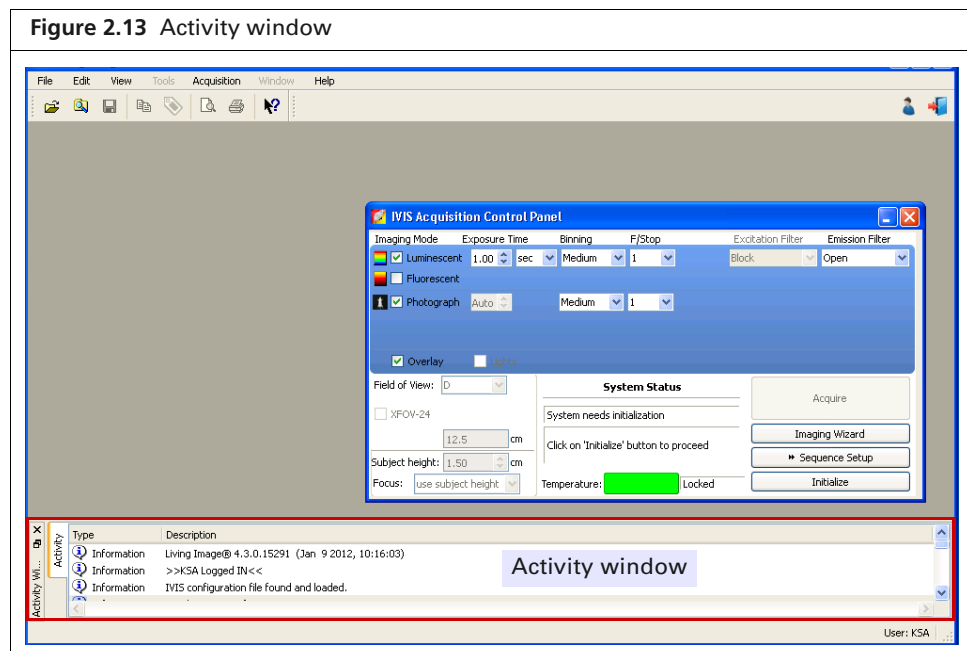 Figure 2.13 Activity window
File Edit View Tools Acquisition Window Help
IVIS Acquisition Control Panel
Imaging Mode Exposure Time Binning F/Stop Excitation Filter Emission Filter
Luminescent 1.00 sec Medium 1 Block Open
Fluorescent
Photograph Auto Medium 1
Overlay Lights
Field of View: D
XFOV-24
12.5 cm
Subject height: 1.50 cm
Focus: use subject height
System Status
System needs initialization
Click on 'Initialize' button to proceed
Temperature: Locked
Acquire
Imaging Wizard
Sequence Setup
Initialize
Activity Wi...
Activity
Type Description
Information Living Image® 4.3.0.15291 (Jan 9 2012, 10:16:03)
Information >>KSA Logged IN<<
Information IVIS configuration file found and loaded.
Activity window
User: KSA